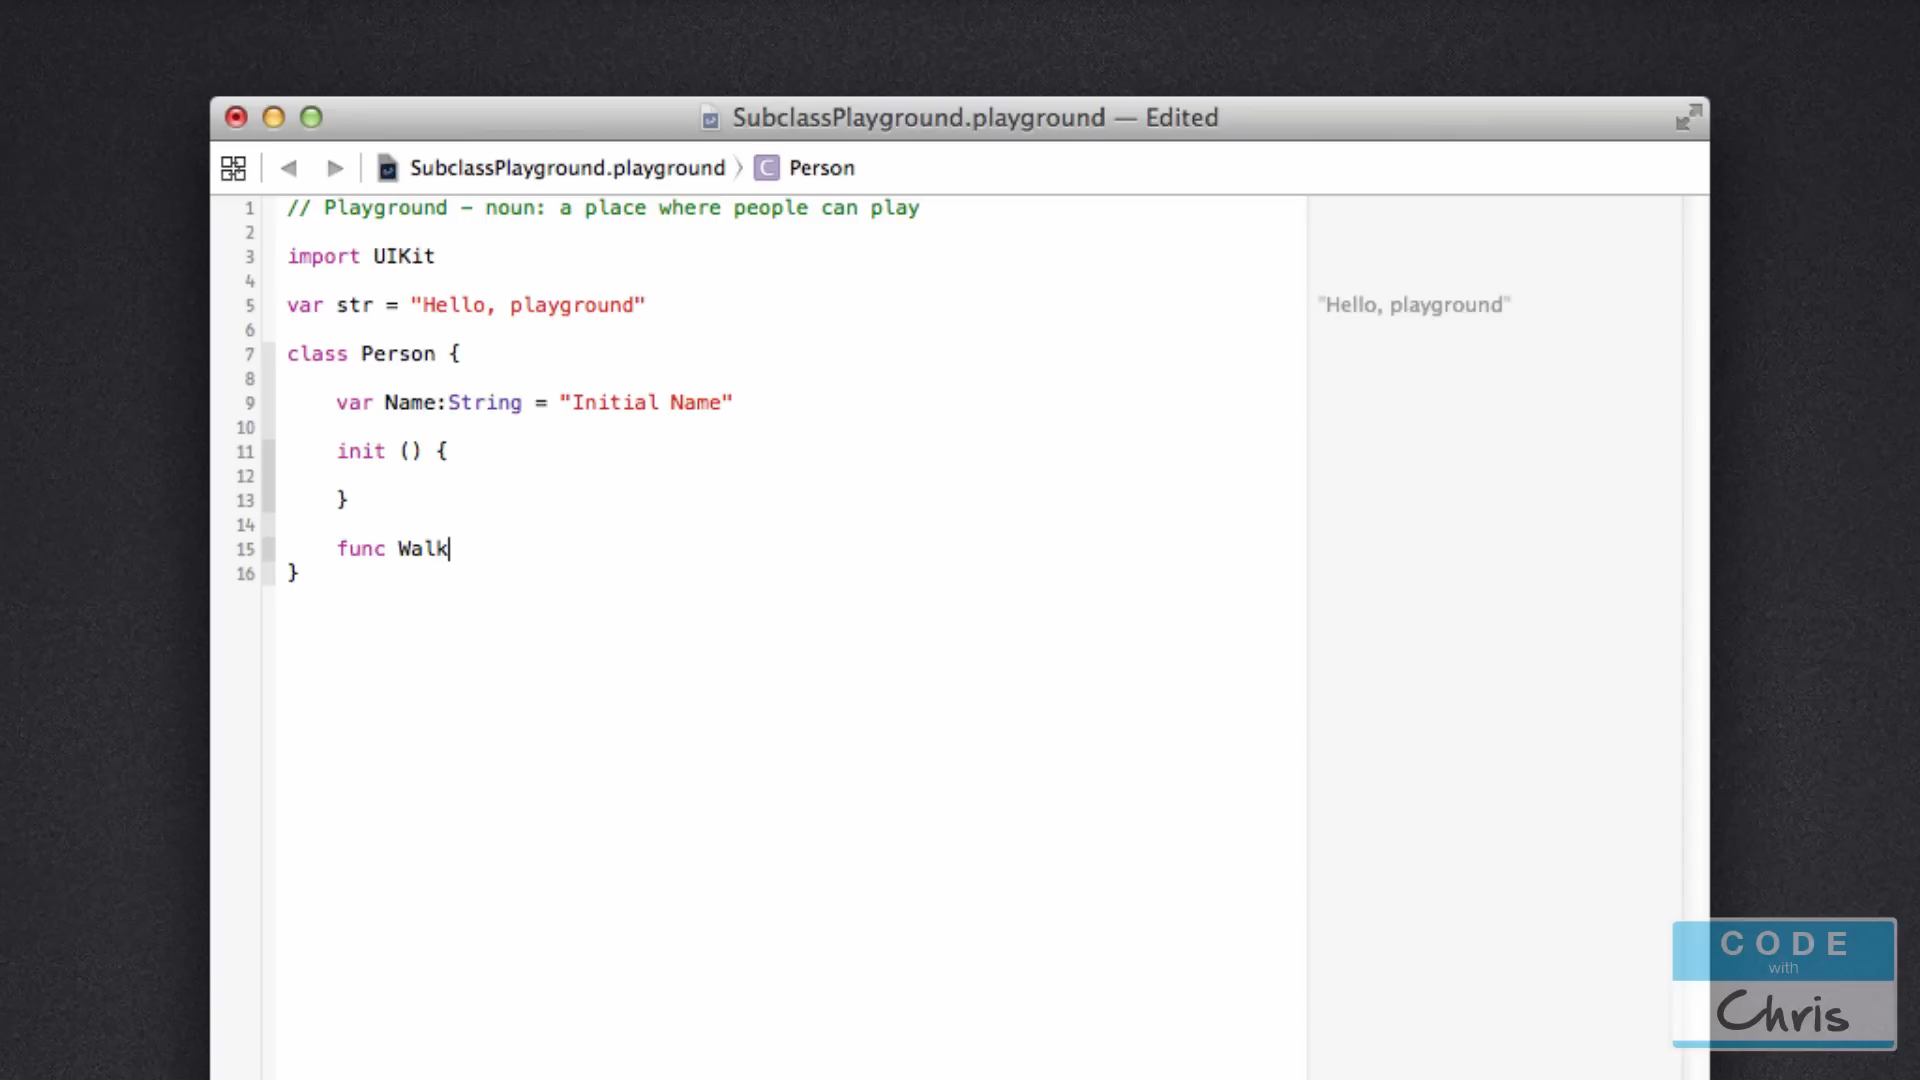 SubclassPlayground.playground — Edited
SubclassPlayground.playground 〉 C Person
1 // Playground - noun: a place where people can play
2
3 import UIKit
4
5 var str = "Hello, playground" "Hello, playground"
6
7 class Person {
8
9 var Name:String = "Initial Name"
10
11 init () {
12
13 }
14
15 func Walk
16 }
CODE
with
Chris